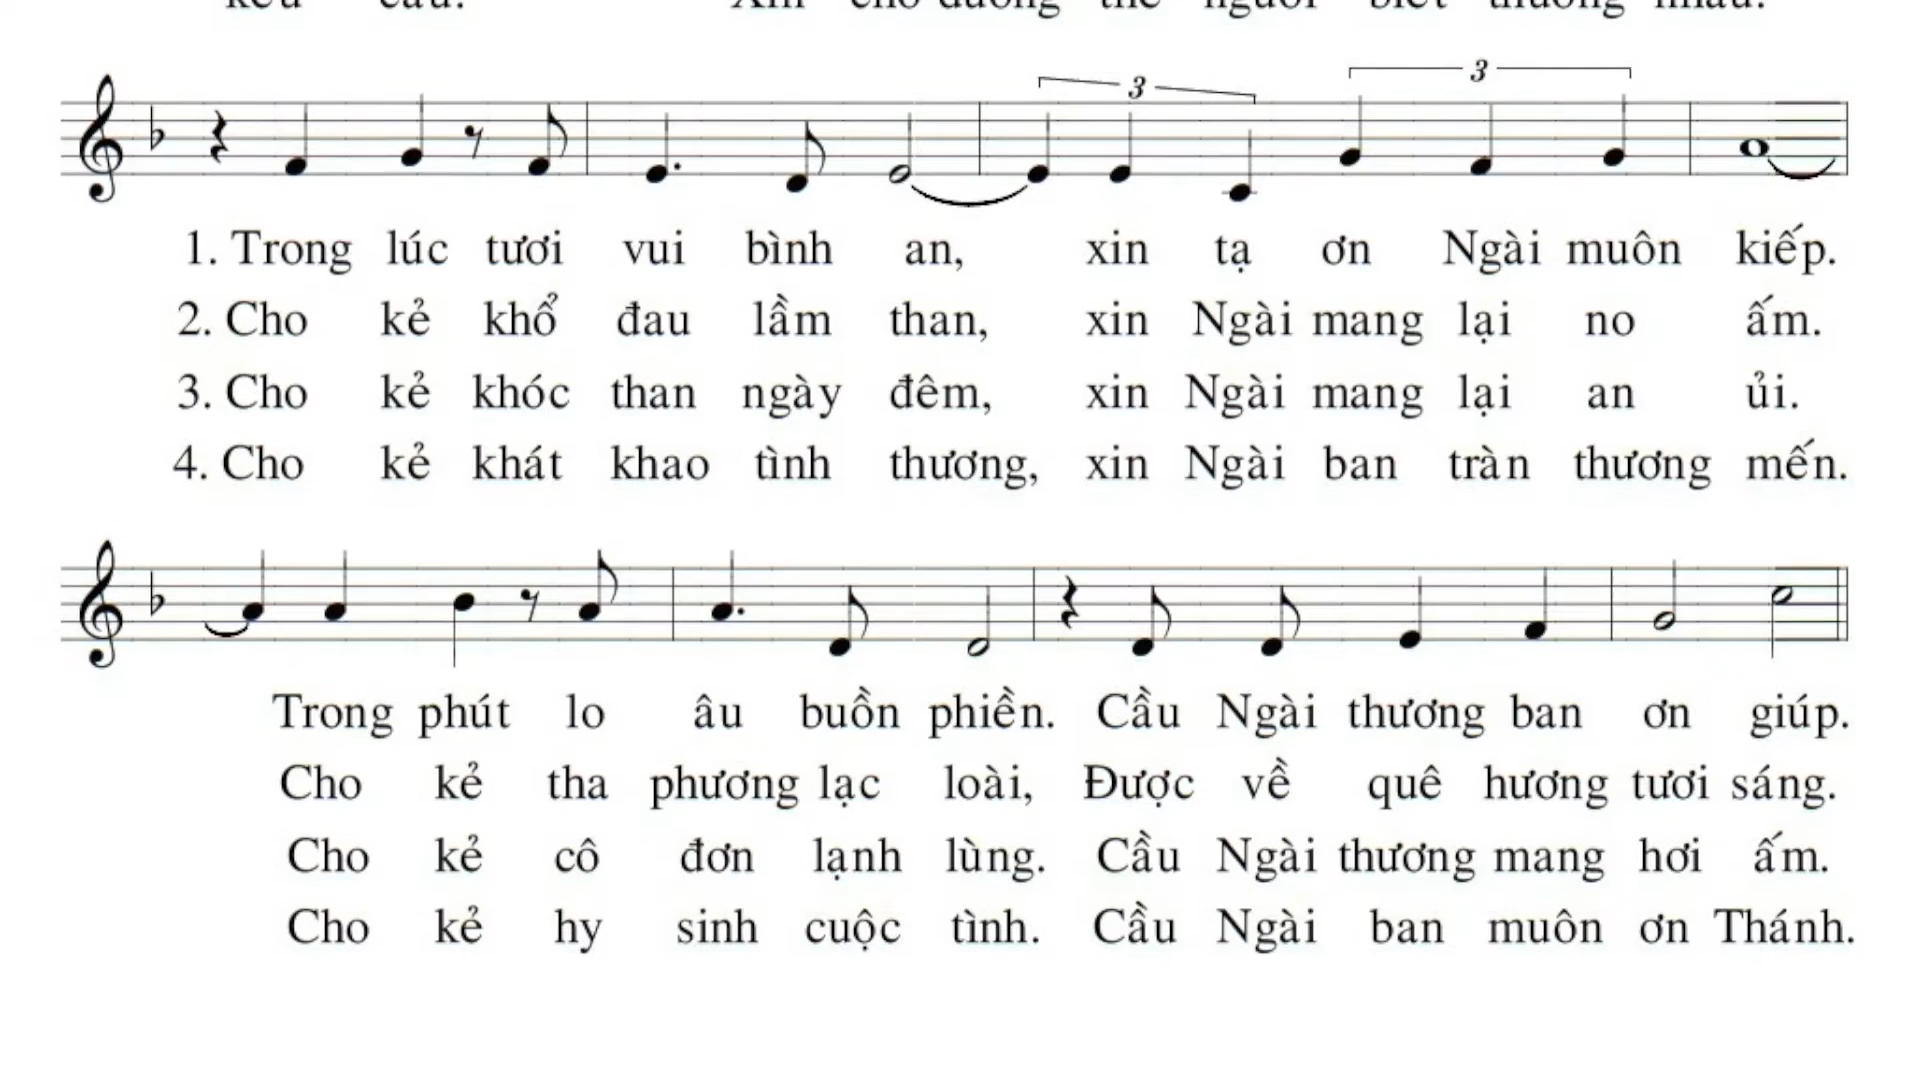 3 3
1. Trong lúc tươi vui bình an, xin tạ ơn Ngài muôn kiếp.
2. Cho kẻ khổ đau lầm than, xin Ngài mang lại no ấm.
3. Cho kẻ khóc than ngày đêm, xin Ngài mang lại an ủi.
4. Cho kẻ khát khao tình thương, xin Ngài ban tràn thương mến.
Trong phút lo âu buồn phiền. Cầu Ngài thương ban ơn giúp.
Cho kẻ tha phương lạc loài, Được về quê hương tươi sáng.
Cho kẻ cô đơn lạnh lùng. Cầu Ngài thương mang hơi ấm.
Cho kẻ hy sinh cuộc tình. Cầu Ngài ban muôn ơn Thánh.